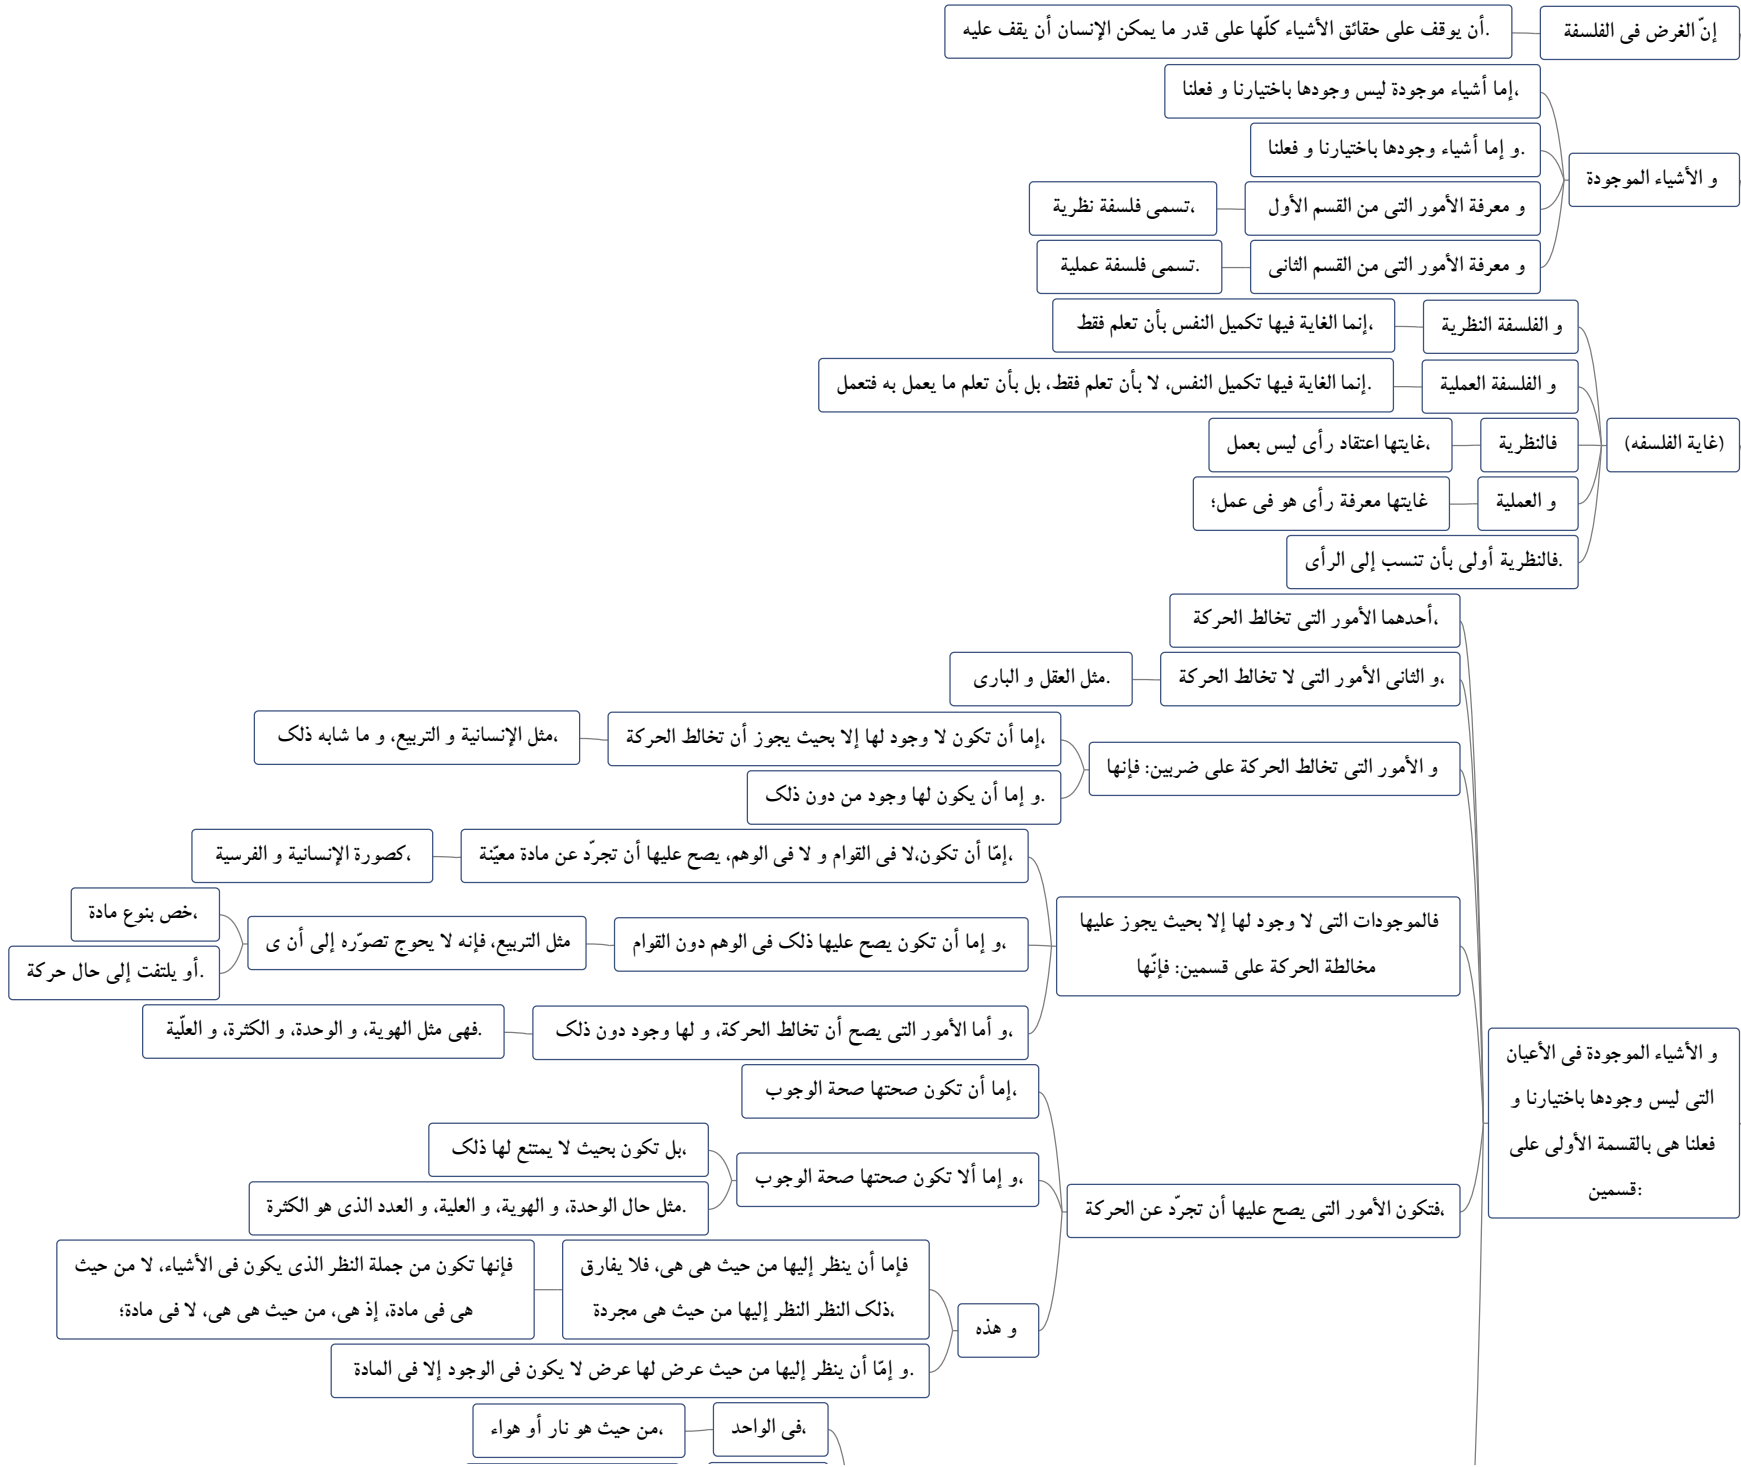 إنّ الغرض فى الفلسفة
أن يوقف على حقائق الأشياء كلّها على قدر ما يمكن الإنسان أن يقف عليه.
و الأشياء الموجودة
إما أشياء موجودة ليس وجودها باختيارنا و فعلنا،
و إما أشياء وجودها باختيارنا و فعلنا.
و معرفة الأمور التى من القسم الأول
تسمى فلسفة نظرية،
و معرفة الأمور التى من القسم الثانى
تسمى فلسفة عملية.
(غاية الفلسفه)
و الفلسفة النظرية
إنما الغاية فيها تكميل النفس بأن تعلم فقط،
و الفلسفة العملية
إنما الغاية فيها تكميل النفس، لا بأن تعلم فقط، بل بأن تعلم ما يعمل به فتعمل.
فالنظرية
غايتها اعتقاد رأى ليس بعمل،
و العملية
غايتها معرفة رأى هو فى عمل؛
فالنظرية أولى بأن تنسب إلى الرأى.
و الأشياء الموجودة فى الأعيان
التى ليس وجودها باختيارنا و
فعلنا هى بالقسمة الأولى على
قسمين:
أحدهما الأمور التى تخالط الحركة،
و الثانى الأمور التى لا تخالط الحركة،
مثل العقل و البارى.
و الأمور التى تخالط الحركة على ضربين: فإنها
إما أن تكون لا وجود لها إلا بحيث يجوز أن تخالط الحركة،
مثل الإنسانية و التربيع، و ما شابه ذلک،
و إما أن يكون لها وجود من دون ذلک.
فالموجودات التى لا وجود لها إلا بحيث يجوز عليها
مخالطة الحركة على قسمين: فإنّها
إمّا أن تكون،لا فى القوام و لا فى الوهم، يصح عليها أن تجرّد عن مادة معيّنة،
كصورة الإنسانية و الفرسية،
و إما أن تكون يصح عليها ذلک فى الوهم دون القوام،
مثل التربيع، فإنه لا يحوج تصوّره إلى أن ى
خص بنوع مادة،
أو يلتفت إلى حال حركة.
و أما الأمور التى يصح أن تخالط الحركة، و لها وجود دون ذلک،
فهى مثل الهوية، و الوحدة، و الكثرة، و العلّية.
فتكون الأمور التى يصح عليها أن تجرّد عن الحركة،
إما أن تكون صحتها صحة الوجوب،
و إما ألا تكون صحتها صحة الوجوب،
بل تكون بحيث لا يمتنع لها ذلک،
مثل حال الوحدة، و الهوية، و العلية، و العدد الذى هو الكثرة.
و هذه
فإما أن ينظر إليها من حيث هى هى، فلا يفارق
ذلک النظر النظر إليها من حيث هى مجردة،
فإنها تكون من جملة النظر الذى يكون فى الأشياء، لا من حيث
هى فى مادة، إذ هى، من حيث هى هى، لا فى مادة؛
و إمّا أن ينظر إليها من حيث عرض لها عرض لا يكون فى الوجود إلا فى المادة.
فى الواحد،
من حيث هو نار أو هواء،